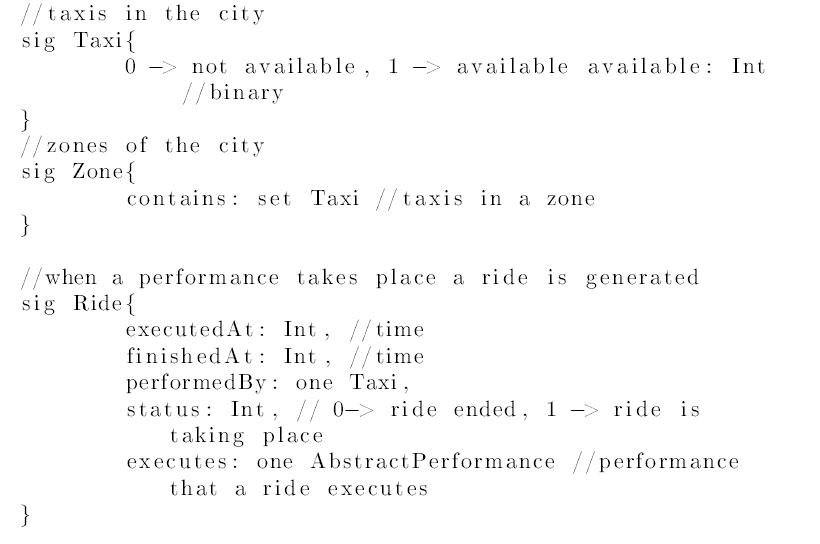 //taxis in the city
sig Taxi{
0 -> not available, 1 -> available available: Int
//binary
}
//zones of the city
sig Zone{
contains: set Taxi //taxis in a zone
}
//when a performance takes place a ride is generated
sig Ride{
executedAt: Int, //time
finishedAt: Int, //time
performedBy: one Taxi,
status: Int, // 0-> ride ended, 1 -> ride is
taking place
executes: one AbstractPerformance //performance
that a ride executes
}